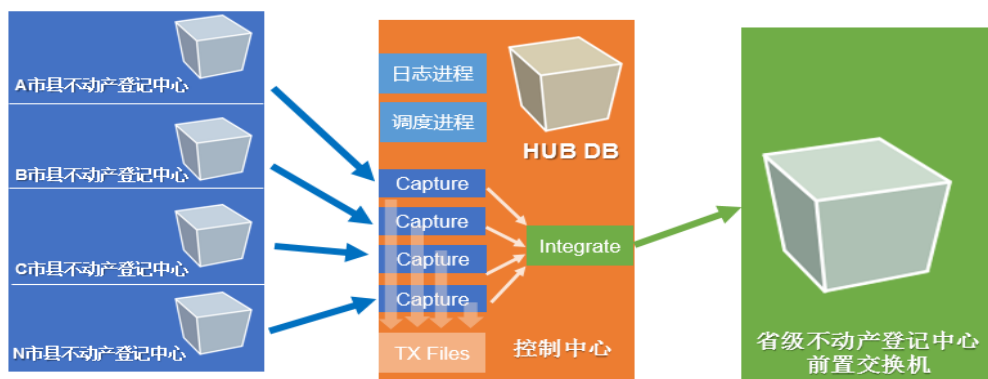 A市县不动产登记中心
B市县不动产登记中心
C市县不动产登记中心
N市县不动产登记中心
日志进程
调度进程
HUB DB
Capture
Capture
Capture
Capture
Integrate
TX Files
控制中心
省级不动产登记中心
前置交换机